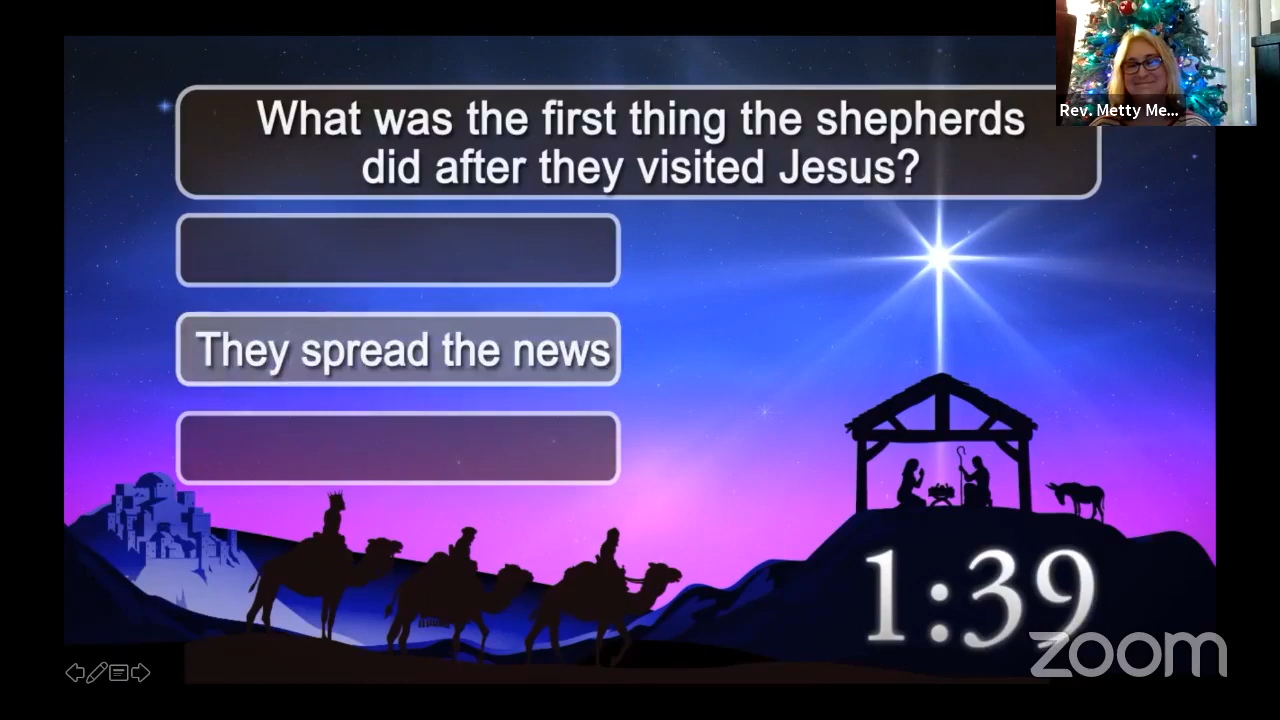 What was the first thing the shepherds
did after they visited Jesus?
Rev. Metty Me...
They spread the news
1:39
zoom